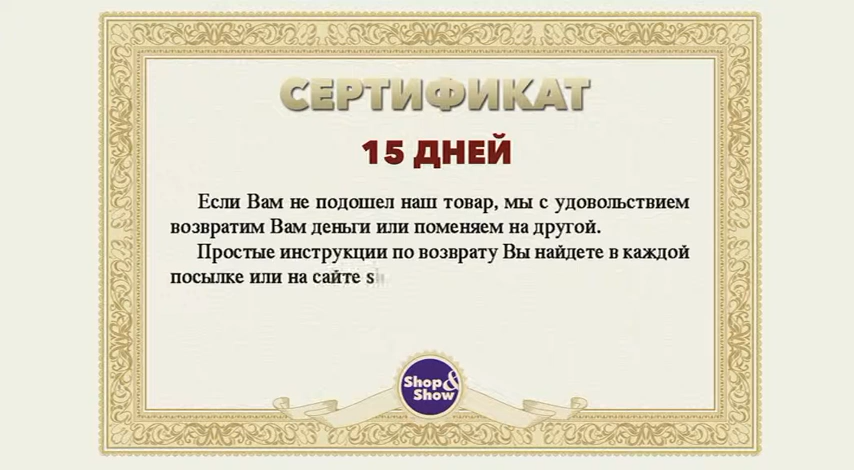 СЕРТИФИКАТ
15 ДНЕЙ
Если Вам не подошел наш товар, мы с удовольствием
возвратим Вам деньги или поменяем на другой.
Простые инструкции по возврату Вы найдете в каждой
посылке или на сайте
Shop &
Show